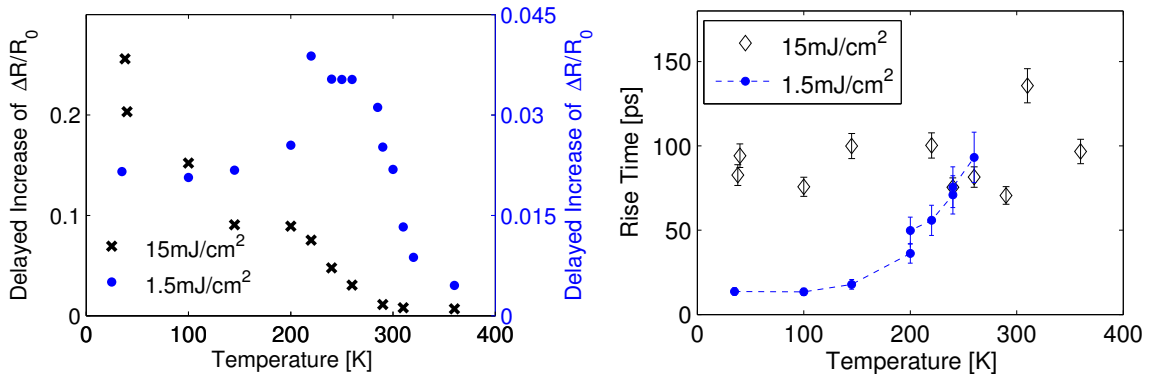 Delayed Increase of ΔR/R0
0.2
0.1
0
0 100 200 300 400
Temperature [K]
15mJ/cm2
1.5mJ/cm2
0.045
0.03
0.015
0
Delayed Increase of ΔR/R0
Rise Time [ps]
150
100
50
0
0 100 200 300 400
Temperature [K]
15mJ/cm2
1.5mJ/cm2